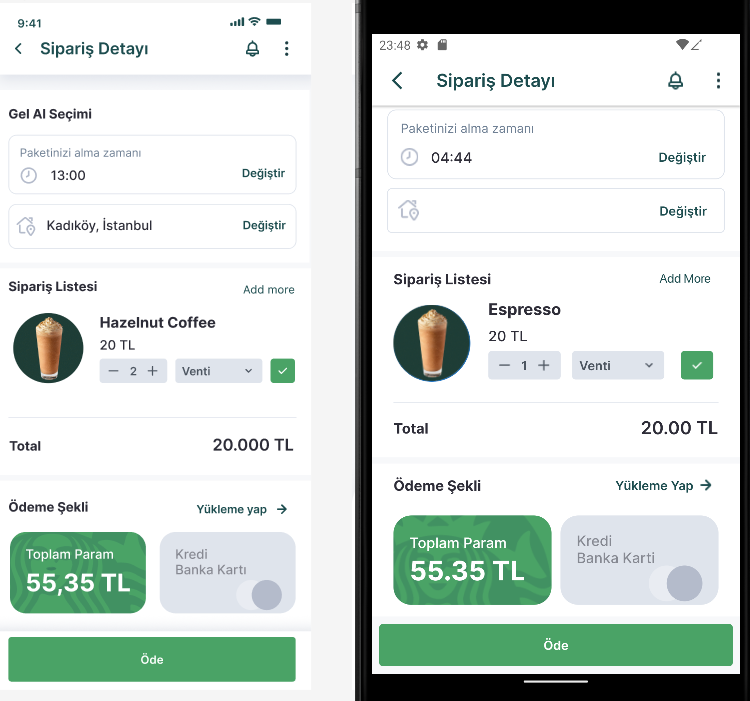 9:41
Sipariş Detayı
Gel Al Seçimi
Paketinizi alma zamanı
13:00
Değiştir
Kadıköy, İstanbul
Değiştir
Sipariş Listesi
Add more
Hazelnut Coffee
20 TL
2
Venti
Total
20.000 TL
Ödeme Şekli
Yükleme yap
Toplam Param
55,35 TL
Kredi
Banka Kartı
Öde
23:48
Sipariş Detayı
Paketinizi alma zamanı
04:44
Değiştir
Değiştir
Sipariş Listesi
Add More
Espresso
20 TL
1
Venti
Total
20.00 TL
Ödeme Şekli
Yükleme Yap
Toplam Param
55.35 TL
Kredi
Banka Karti
Öde